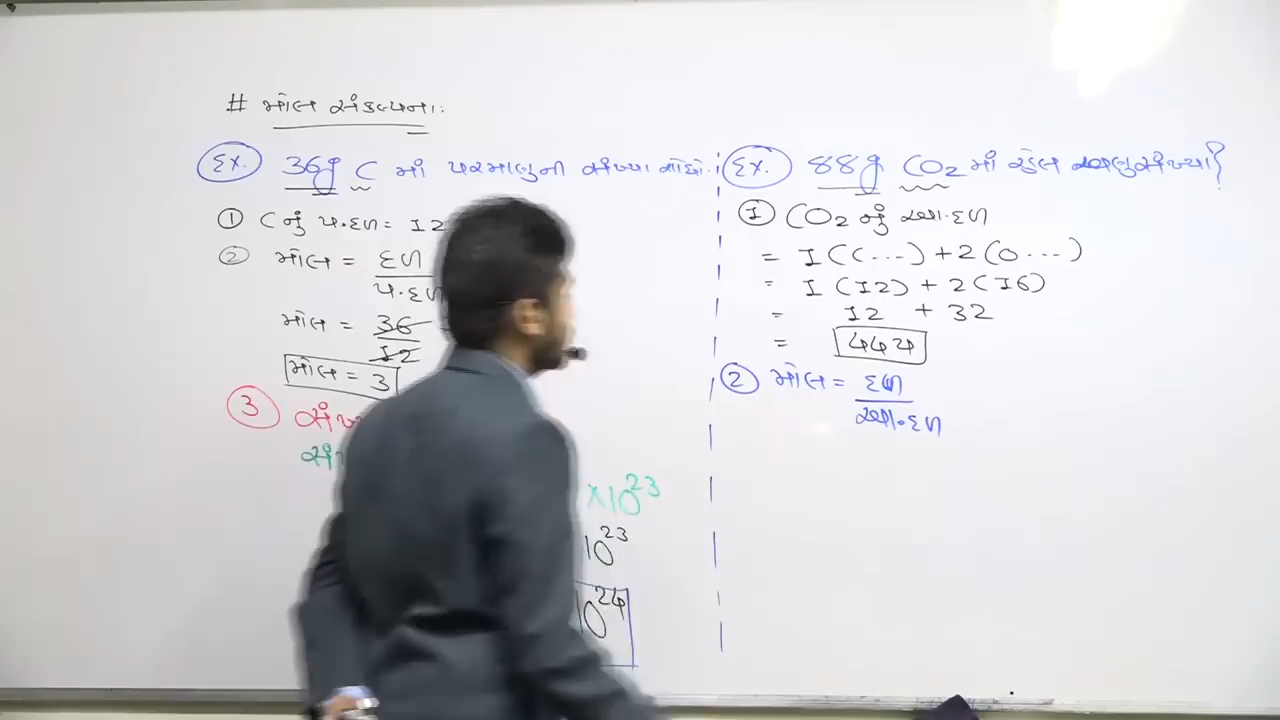 # મોલ સંકલ્પના:
Ex. 36g C માં પરમાણુની સંખ્યા શોધો.
① C નું પ.દળ = 12
② મોલ = દળ / પ.દળ
મોલ = 36 / 12
મોલ = 3
③
×10²³
10²³
10²⁴
Ex. 88g CO₂ માં રહેલ અણુસંખ્યા?
① CO₂ નું અણુ.દળ
= 1(C...) + 2(O...)
= 1(12) + 2(16)
= 12 + 32
= 44u
② મોલ = દળ / અણુ.દળ